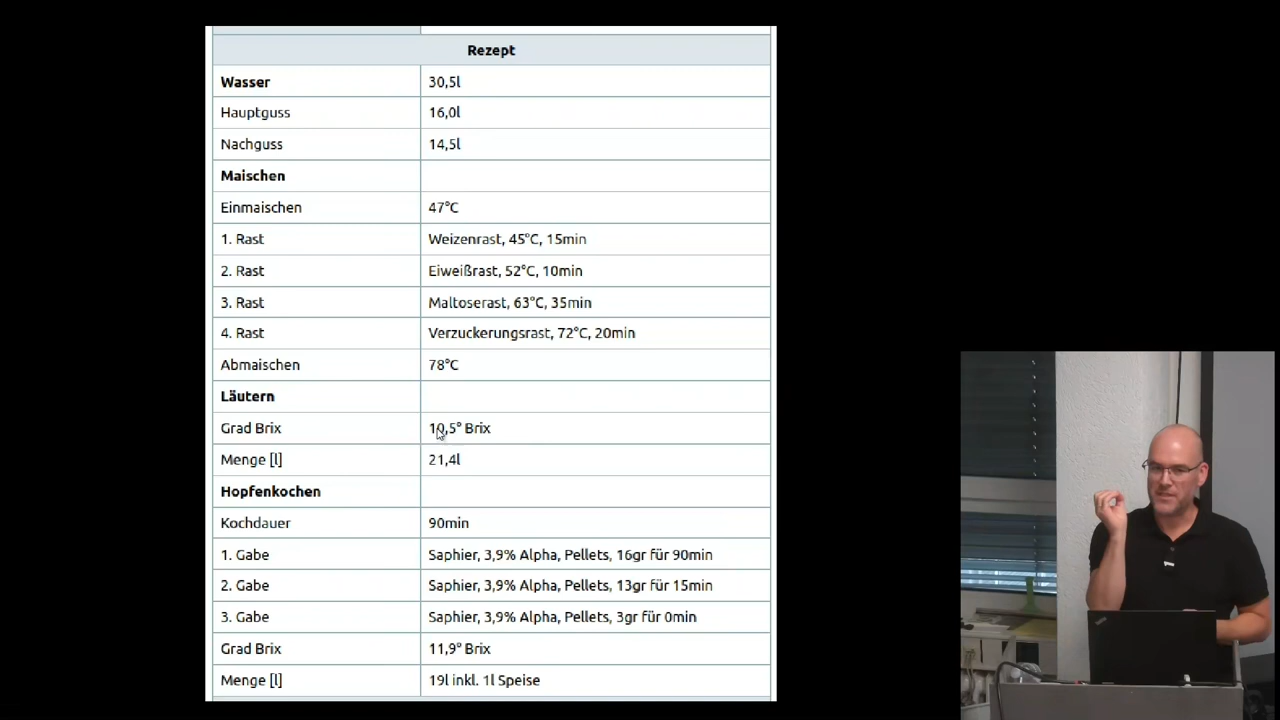 Rezept
Wasser 30,5l
Hauptguss 16,0l
Nachguss 14,5l
Maischen
Einmaischen 47°C
1. Rast Weizenrast, 45°C, 15min
2. Rast Eiweißrast, 52°C, 10min
3. Rast Maltoserast, 63°C, 35min
4. Rast Verzuckerungsrast, 72°C, 20min
Abmaischen 78°C
Läutern
Grad Brix 10,5° Brix
Menge [l] 21,4l
Hopfenkochen
Kochdauer 90min
1. Gabe Saphier, 3,9% Alpha, Pellets, 16gr für 90min
2. Gabe Saphier, 3,9% Alpha, Pellets, 13gr für 15min
3. Gabe Saphier, 3,9% Alpha, Pellets, 3gr für 0min
Grad Brix 11,9° Brix
Menge [l] 19l inkl. 1l Speise